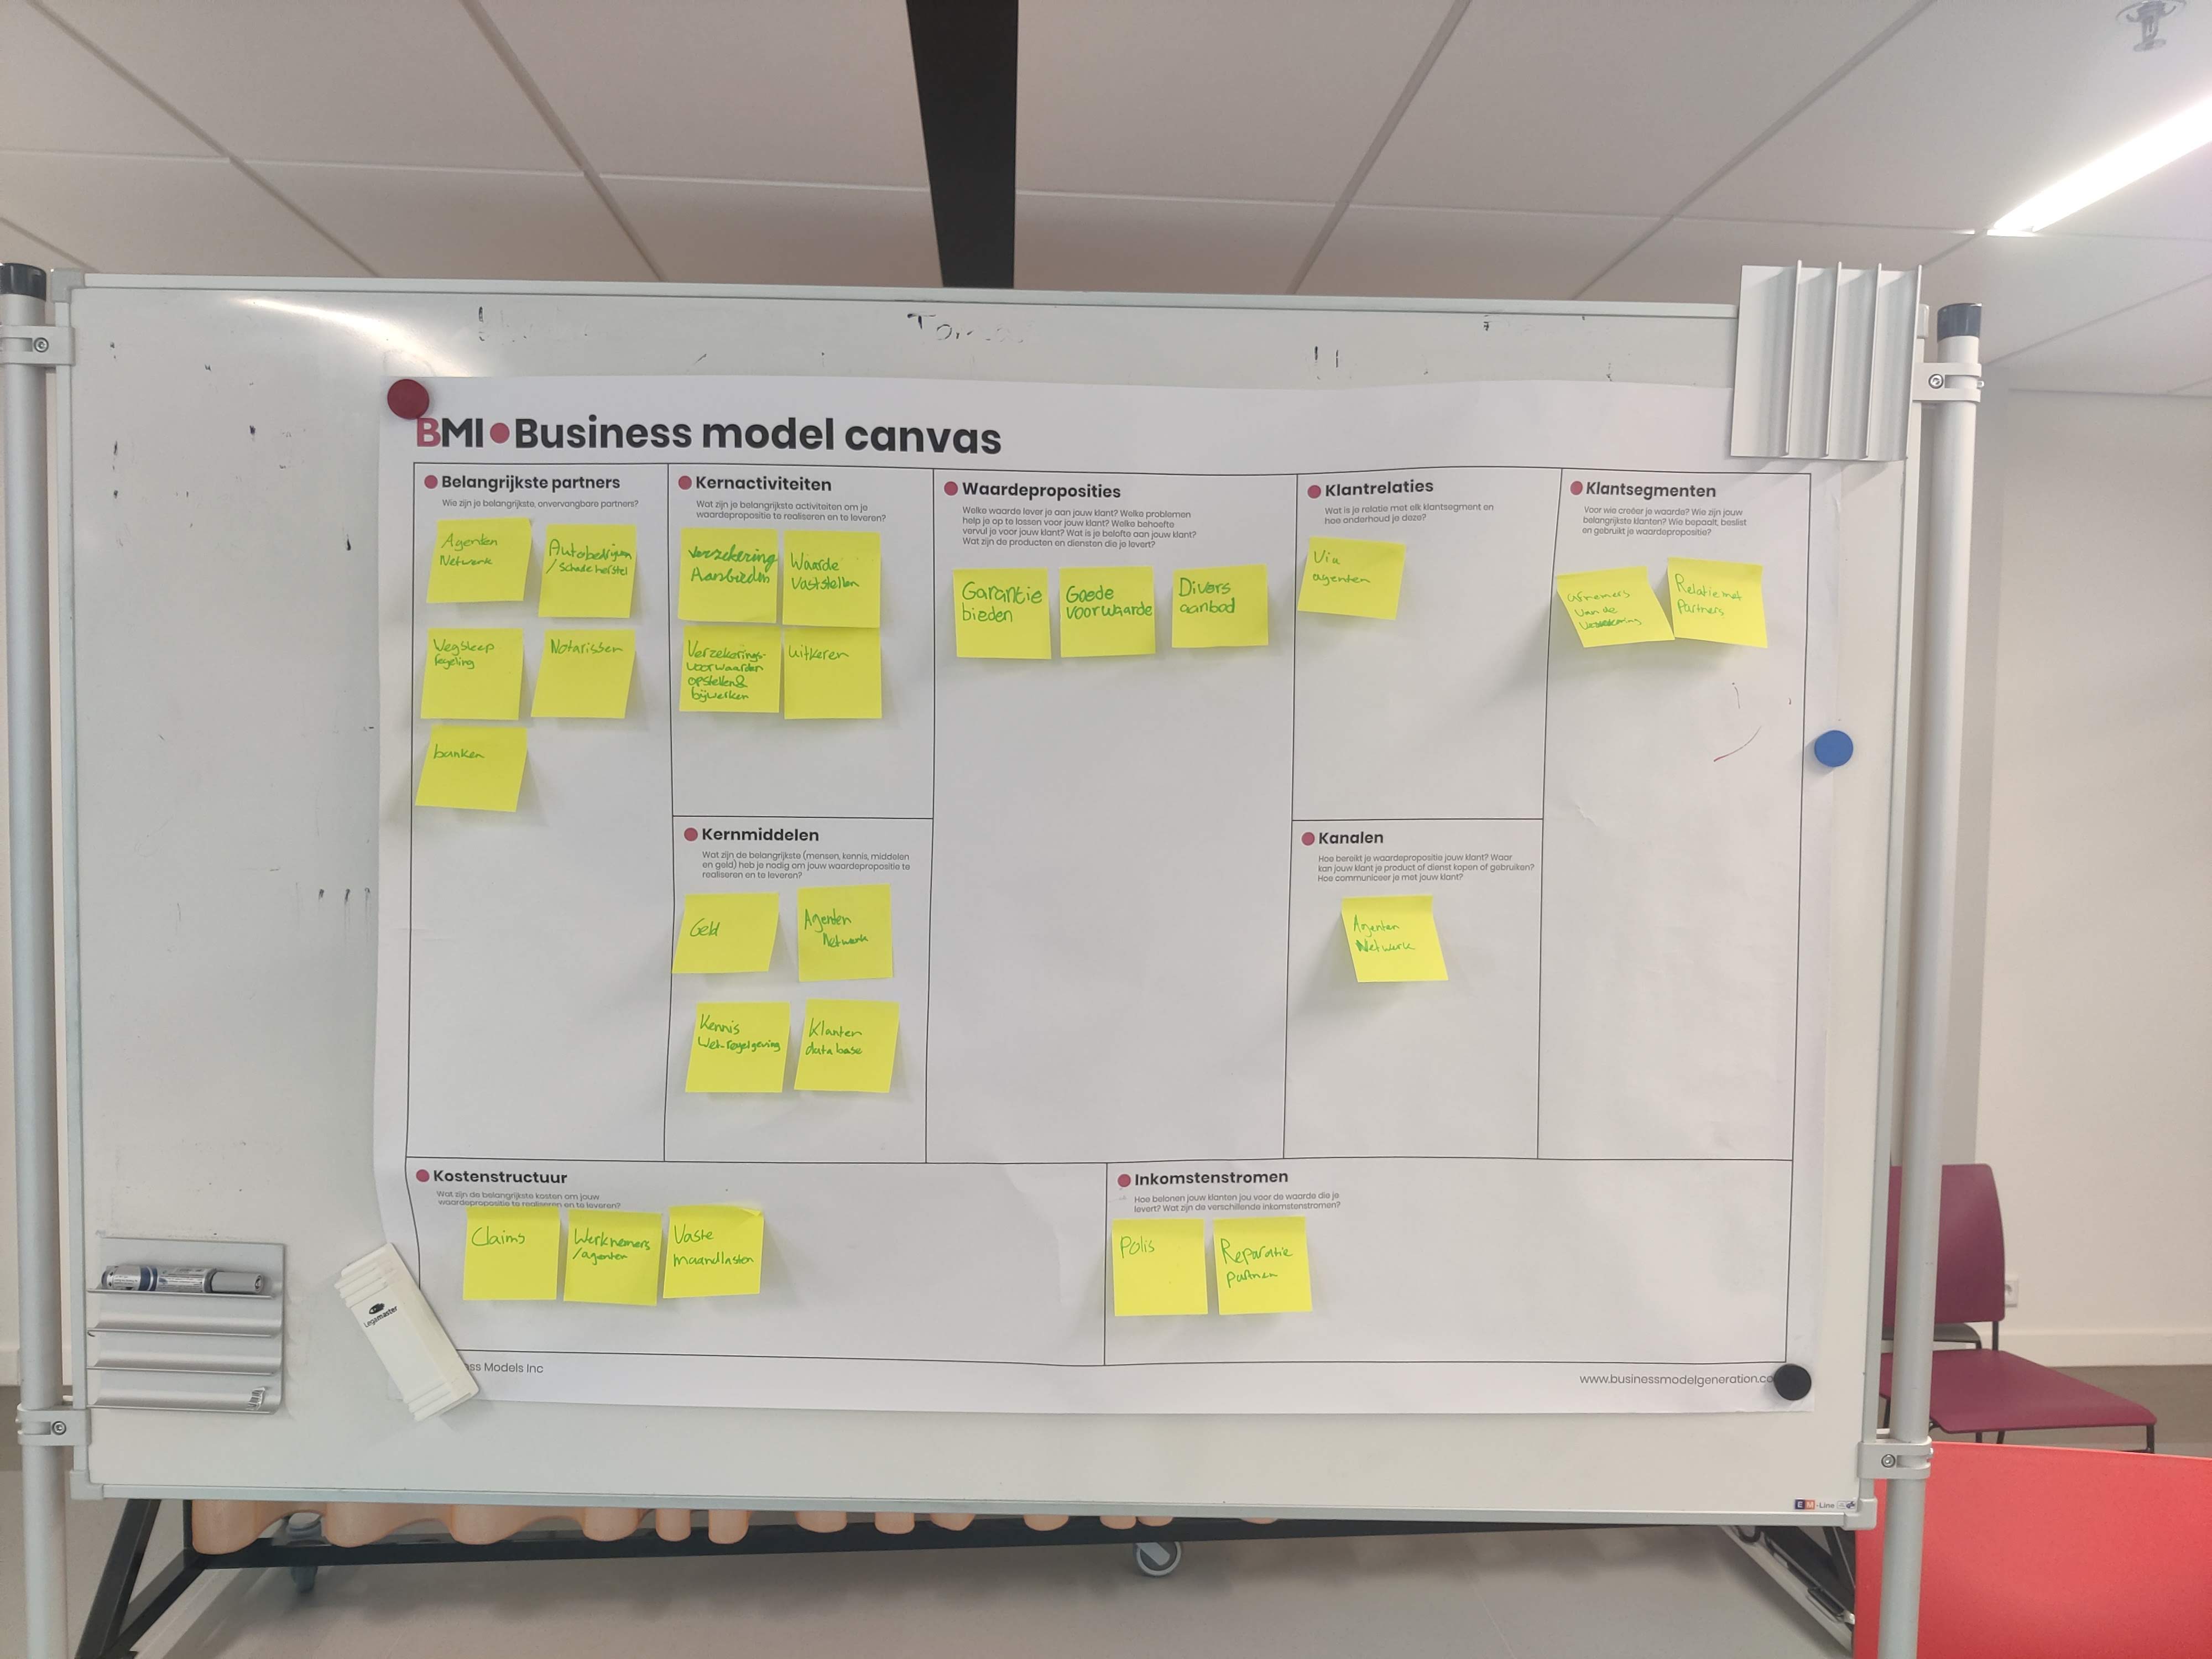 BMI Business model canvas
Belangrijkste partners
Wie zijn je belangrijkste, onvervangbare partners?
Agenten
Netwerk
Autobedrijven
/ Schadeherstel
Wegsleep
regeling
Notarissen
banken
Kernactiviteiten
Wat zijn je belangrijkste activiteiten om je
waardepropositie te realiseren en te leveren?
Verzekering
Aanbieden
Waarde
Vaststellen
Verzekerings-
voorwaarden
opstellen &
bijwerken
uitkeren
Kernmiddelen
Wat zijn de belangrijkste (mensen, kennis, middelen
en geld) heb je nodig om jouw waardepropositie te
realiseren en te leveren?
Geld
Agenten
Netwerk
Kennis
Wet-regelgeving
Klanten
database
Waardeproposities
Welke waarde lever je aan jouw klant? Welke problemen
help je op te lossen voor jouw klant? Welke behoefte
vervul je voor jouw klant? Wat is je belofte aan jouw klant?
Wat zijn de producten en diensten die je levert?
Garantie
bieden
Goede
voorwaarde
Divers
aanbod
Klantrelaties
Wat is je relatie met elk klantsegment en
hoe onderhoud je deze?
Via
agenten
Kanalen
Hoe bereikt je waardepropositie jouw klant? Waar
kan jouw klant je product of dienst kopen of gebruiken?
Hoe communiceer je met jouw klant?
Agenten
Netwerk
Klantsegmenten
Voor wie creëer je waarde? Wie zijn jouw
belangrijkste klanten? Wie bepaalt, beslist
en gebruikt je waardepropositie?
Afnemers
van de
Relatie met
Partners
Kostenstructuur
Wat zijn de belangrijkste kosten om jouw
waardepropositie te realiseren en te leveren?
Claims
Werknemers
/agenten
Vaste
maandlasten
Inkomstenstromen
Hoe belonen jouw klanten jou voor de waarde die je
levert? Wat zijn de verschillende inkomstenstromen?
Polis
Reparatie
partner
ss Models Inc
www.businessmodelgeneration.co
Legamaster
EM-Line